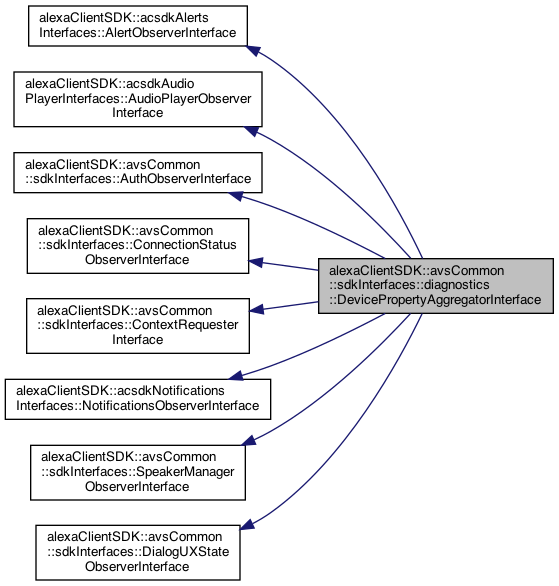 alexaClientSDK::acsdkAlerts
Interfaces::AlertObserverInterface
alexaClientSDK::acsdkAudio
PlayerInterfaces::AudioPlayerObserver
Interface
alexaClientSDK::avsCommon
::sdkInterfaces::AuthObserverInterface
alexaClientSDK::avsCommon
::sdkInterfaces::ConnectionStatus
ObserverInterface
alexaClientSDK::avsCommon
::sdkInterfaces::diagnostics
::DevicePropertyAggregatorInterface
alexaClientSDK::avsCommon
::sdkInterfaces::ContextRequester
Interface
alexaClientSDK::acsdkNotifications
Interfaces::NotificationsObserverInterface
alexaClientSDK::avsCommon
::sdkInterfaces::SpeakerManager
ObserverInterface
alexaClientSDK::avsCommon
::sdkInterfaces::DialogUXState
ObserverInterface